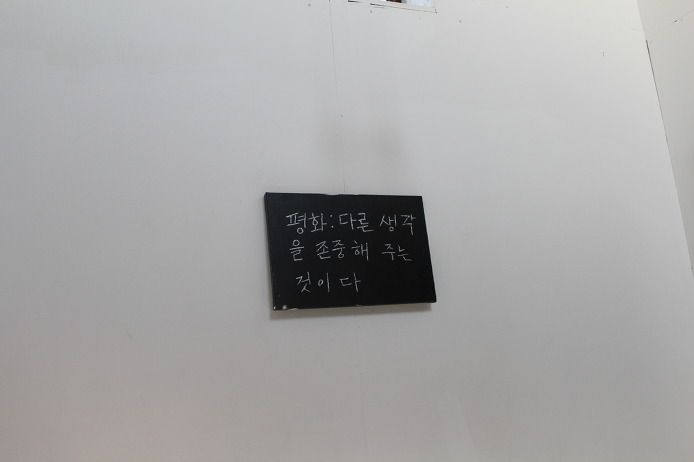 평화:다른 생각
을 존중해 주는
것이다